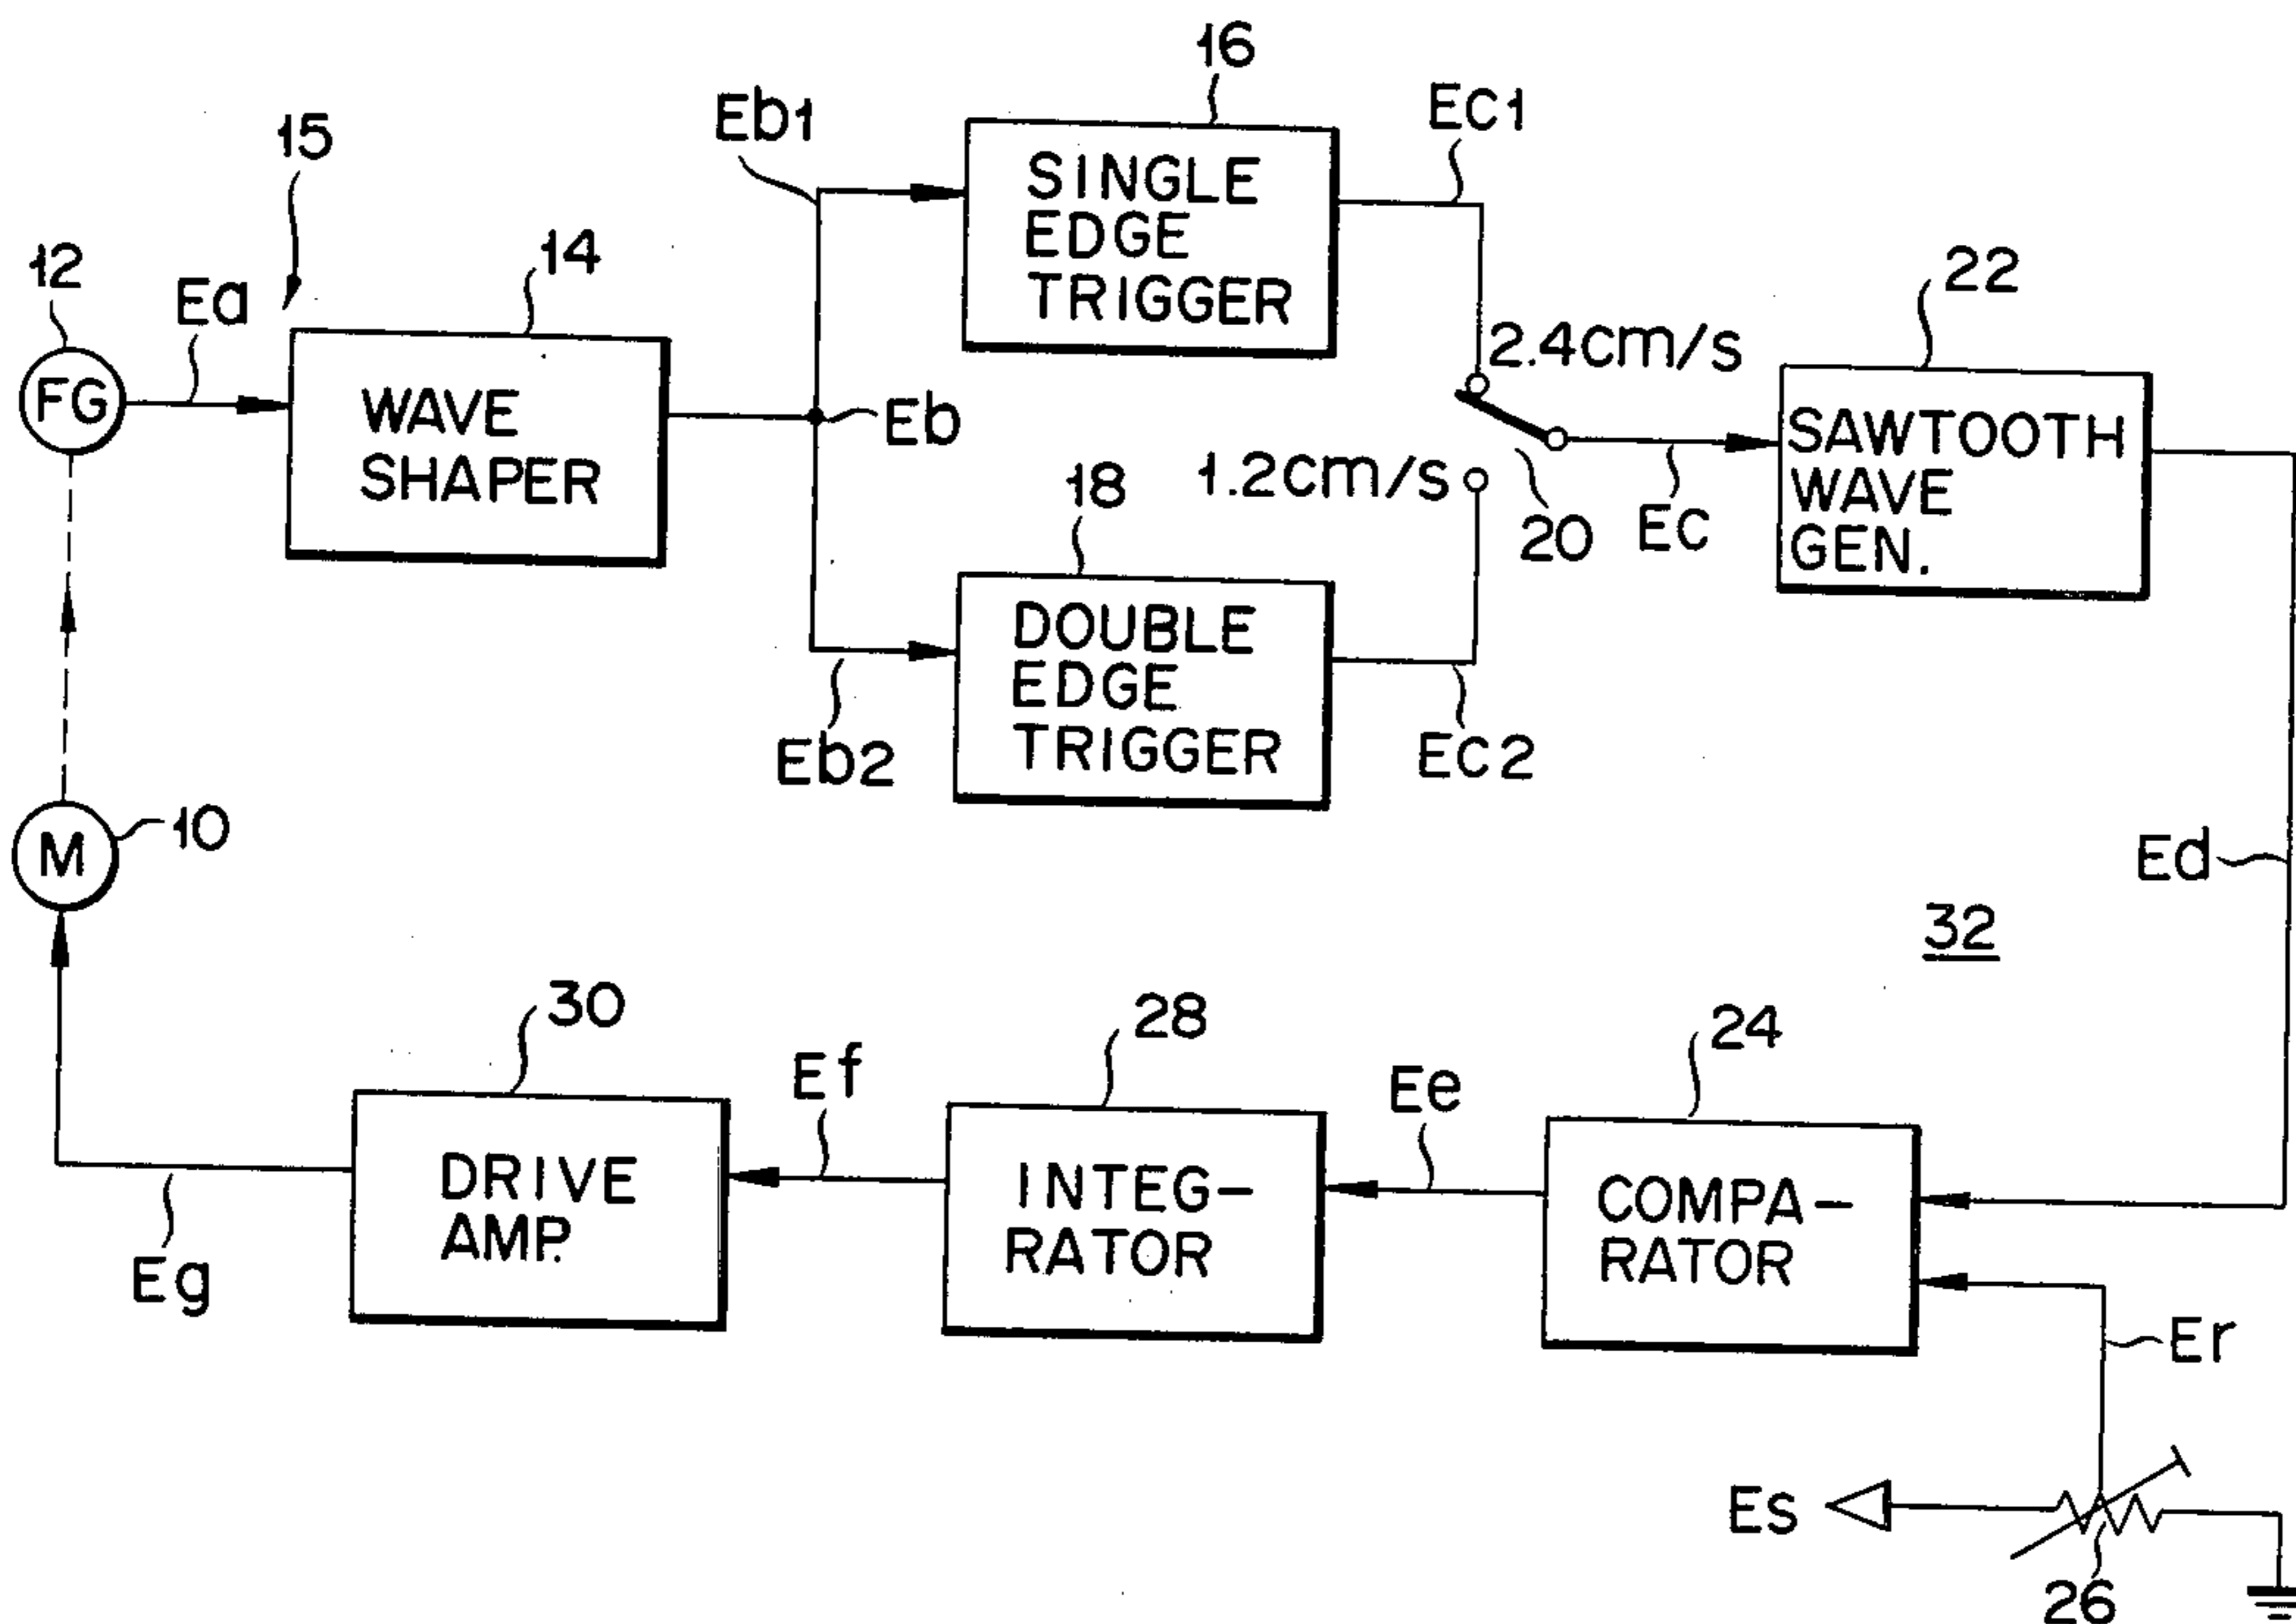 16
Eb1
EC1
15
SINGLE
EDGE
TRIGGER
12
Ea
14
22
2.4cm/s
FG
WAVE
SHAPER
Eb
SAWTOOTH
WAVE
GEN.
18
1.2cm/s
20
EC
DOUBLE
EDGE
TRIGGER
Eb2
EC2
M
10
Ed
32
30
Ef
28
Ee
24
DRIVE
AMP.
INTEG-
RATOR
COMPA-
RATOR
Eg
Er
Es
26